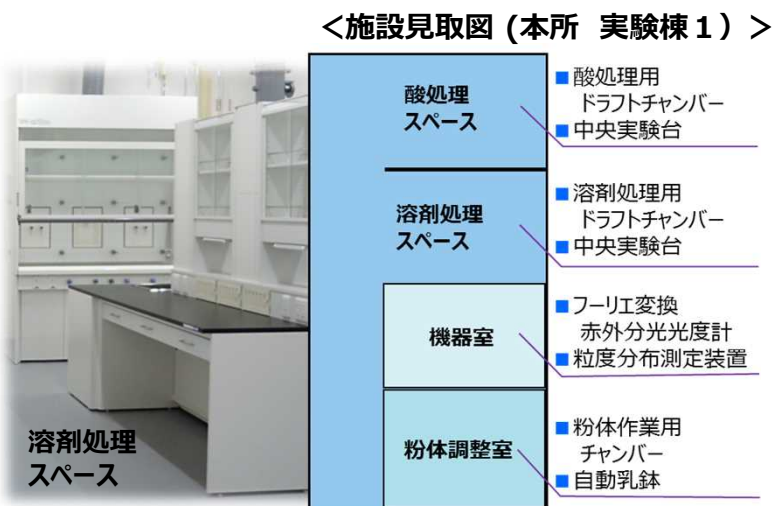 ＜施設見取図 (本所 実験棟１）＞
酸処理
スペース
■酸処理用
ドラフトチャンバー
■中央実験台
溶剤処理
スペース
■溶剤処理用
ドラフトチャンバー
■中央実験台
機器室
■フーリエ変換
赤外分光光度計
■粒度分布測定装置
粉体調整室
■粉体作業用
チャンバー
■自動乳鉢
溶剤処理
スペース